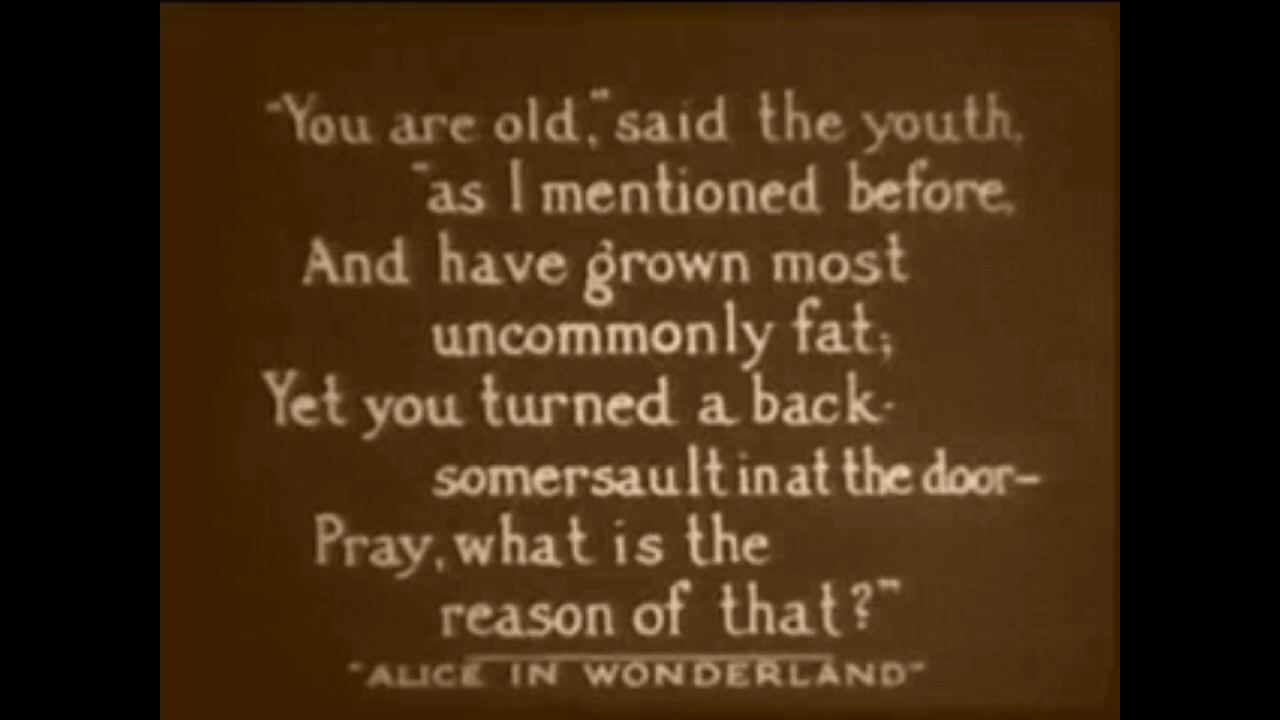 "You are old," said the youth,
"as I mentioned before,
And have grown most
uncommonly fat;
Yet you turned a back-
somersault in at the door—
Pray, what is the
reason of that?"
"ALICE IN WONDERLAND"